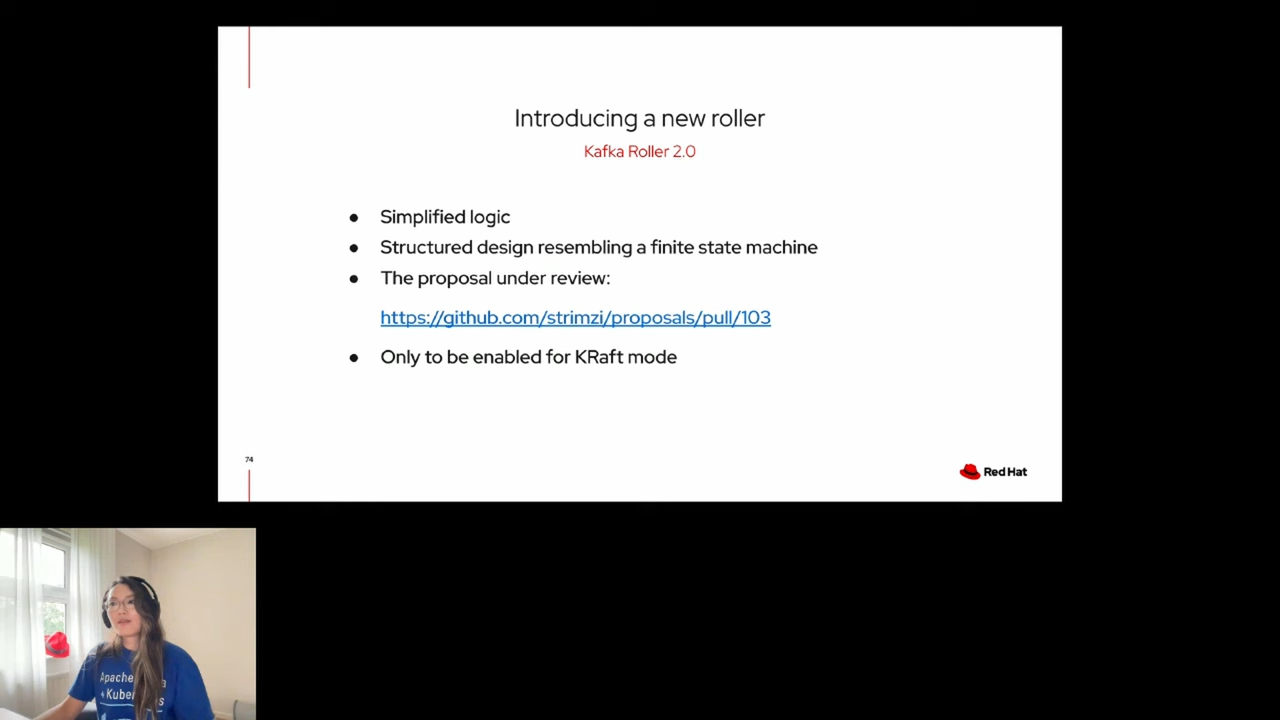 Introducing a new roller
Kafka Roller 2.0
● Simplified logic
● Structured design resembling a finite state machine
● The proposal under review:
https://github.com/strimzi/proposals/pull/103
● Only to be enabled for KRaft mode
74
Red Hat
Apache
+